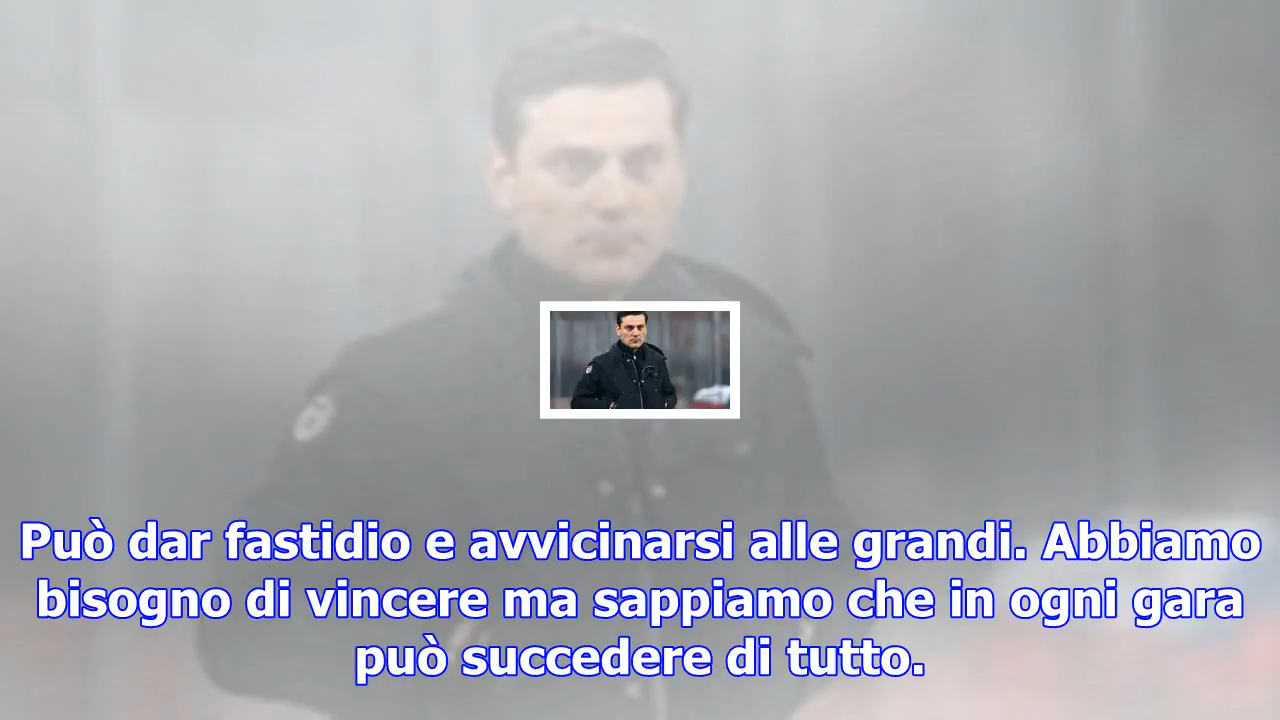 Può dar fastidio e avvicinarsi alle grandi. Abbiamo
bisogno di vincere ma sappiamo che in ogni gara
può succedere di tutto.